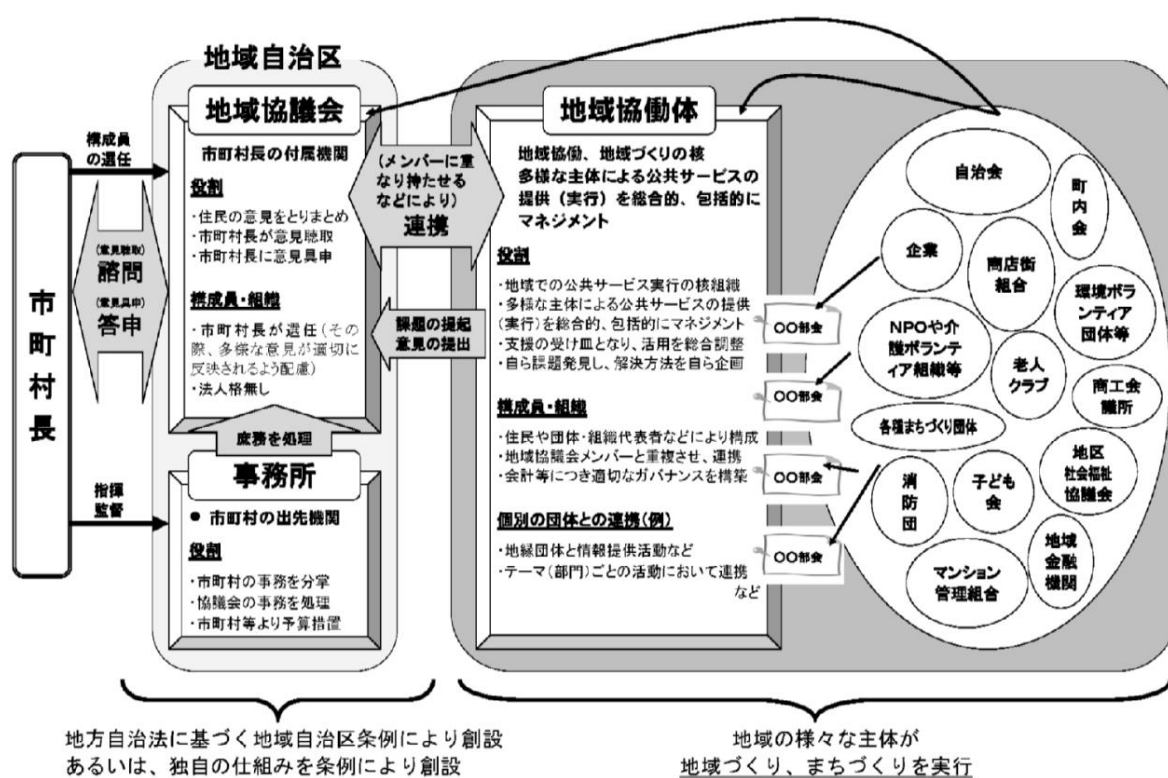 地域自治区
市町村長
構成員
の選任
(意見聴取)
諮問
(意見具申)
答申
指揮
監督
地域協議会
市町村長の付属機関
役割
・住民の意見をとりまとめ
・市町村長が意見聴取
・市町村長に意見具申
構成員・組織
・市町村長が選任(その
際、多様な意見が適切に
反映されるよう配慮)
・法人格無し
庶務を処理
事務所
● 市町村の出先機関
役割
・市町村の事務を分掌
・協議会の事務を処理
・市町村等より予算措置
(メンバーに重
なり持たせる
などにより)
連携
課題の提起
意見の提出
地域協働体
地域協働、地域づくりの核
多様な主体による公共サービスの
提供(実行)を総合的、包括的に
マネジメント
役割
・地域での公共サービス実行の核組織
・多様な主体による公共サービスの提供
(実行)を総合的、包括的にマネジメント
・支援の受け皿となり、活用を総合調整
・自ら課題発見し、解決方法を自ら企画
構成員・組織
・住民や団体・組織代表者などにより構成
・地域協議会メンバーと重複させ、連携
・会計等につき適切なガバナンスを構築
個別の団体との連携(例)
・地縁団体と情報提供活動など
・テーマ(部門)ごとの活動において連携
など
〇〇部会
〇〇部会
〇〇部会
〇〇部会
自治会
町内会
企業
商店街
組合
環境ボラ
ンティア
団体等
NPOや介
護ボランテ
ィア組織等
老人
クラブ
商工会
議所
各種まちづくり団体
地区
社会福祉
協議会
消防団
子ども
会
地域
金融
機関
マンション
管理組合
地方自治法に基づく地域自治区条例により創設
あるいは、独自の仕組みを条例により創設
地域の様々な主体が
地域づくり、まちづくりを実行